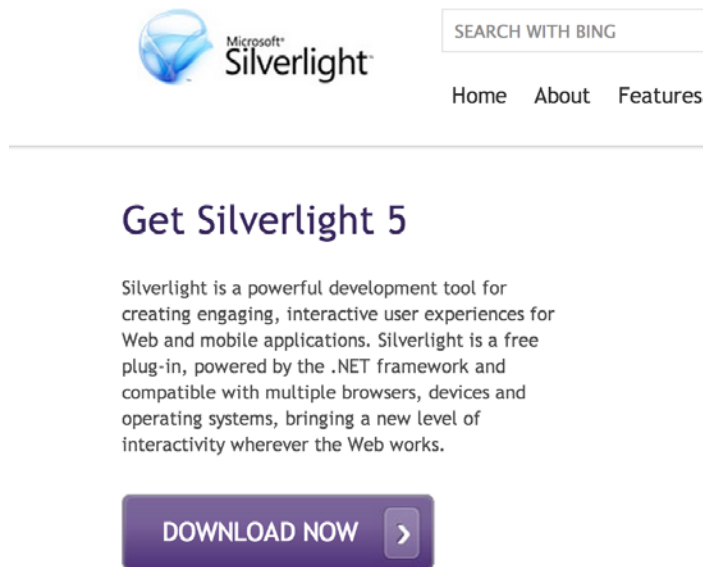 Microsoft®
Silverlight™
SEARCH WITH BING
Home About Features
Get Silverlight 5
Silverlight is a powerful development tool for
creating engaging, interactive user experiences for
Web and mobile applications. Silverlight is a free
plug-in, powered by the .NET framework and
compatible with multiple browsers, devices and
operating systems, bringing a new level of
interactivity wherever the Web works.
DOWNLOAD NOW